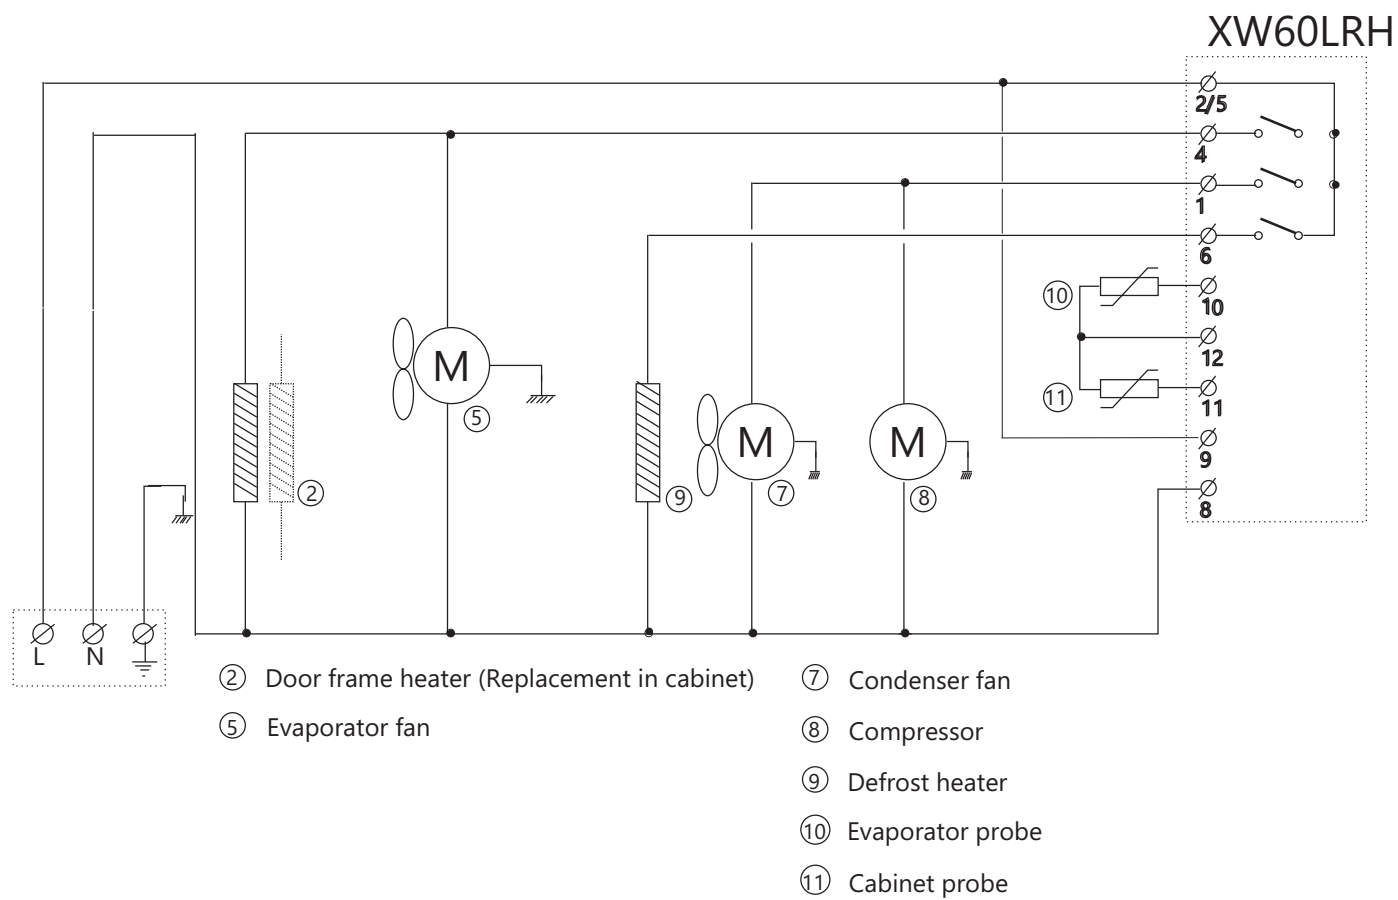 XW60LRH
2/5
4
1
6
10
10
12
11
11
9
8
M
5
2
9
M
7
M
8
L
N
2 Door frame heater (Replacement in cabinet)
5 Evaporator fan
7 Condenser fan
8 Compressor
9 Defrost heater
10 Evaporator probe
11 Cabinet probe